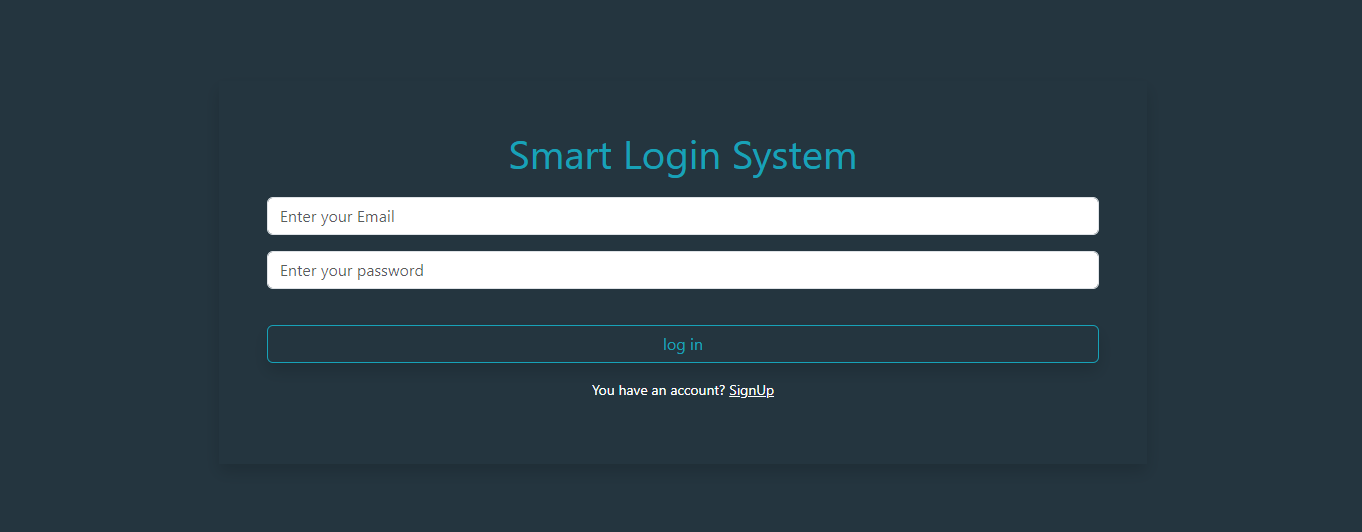 Smart Login System
Enter your Email
Enter your password
log in
You have an account? SignUp